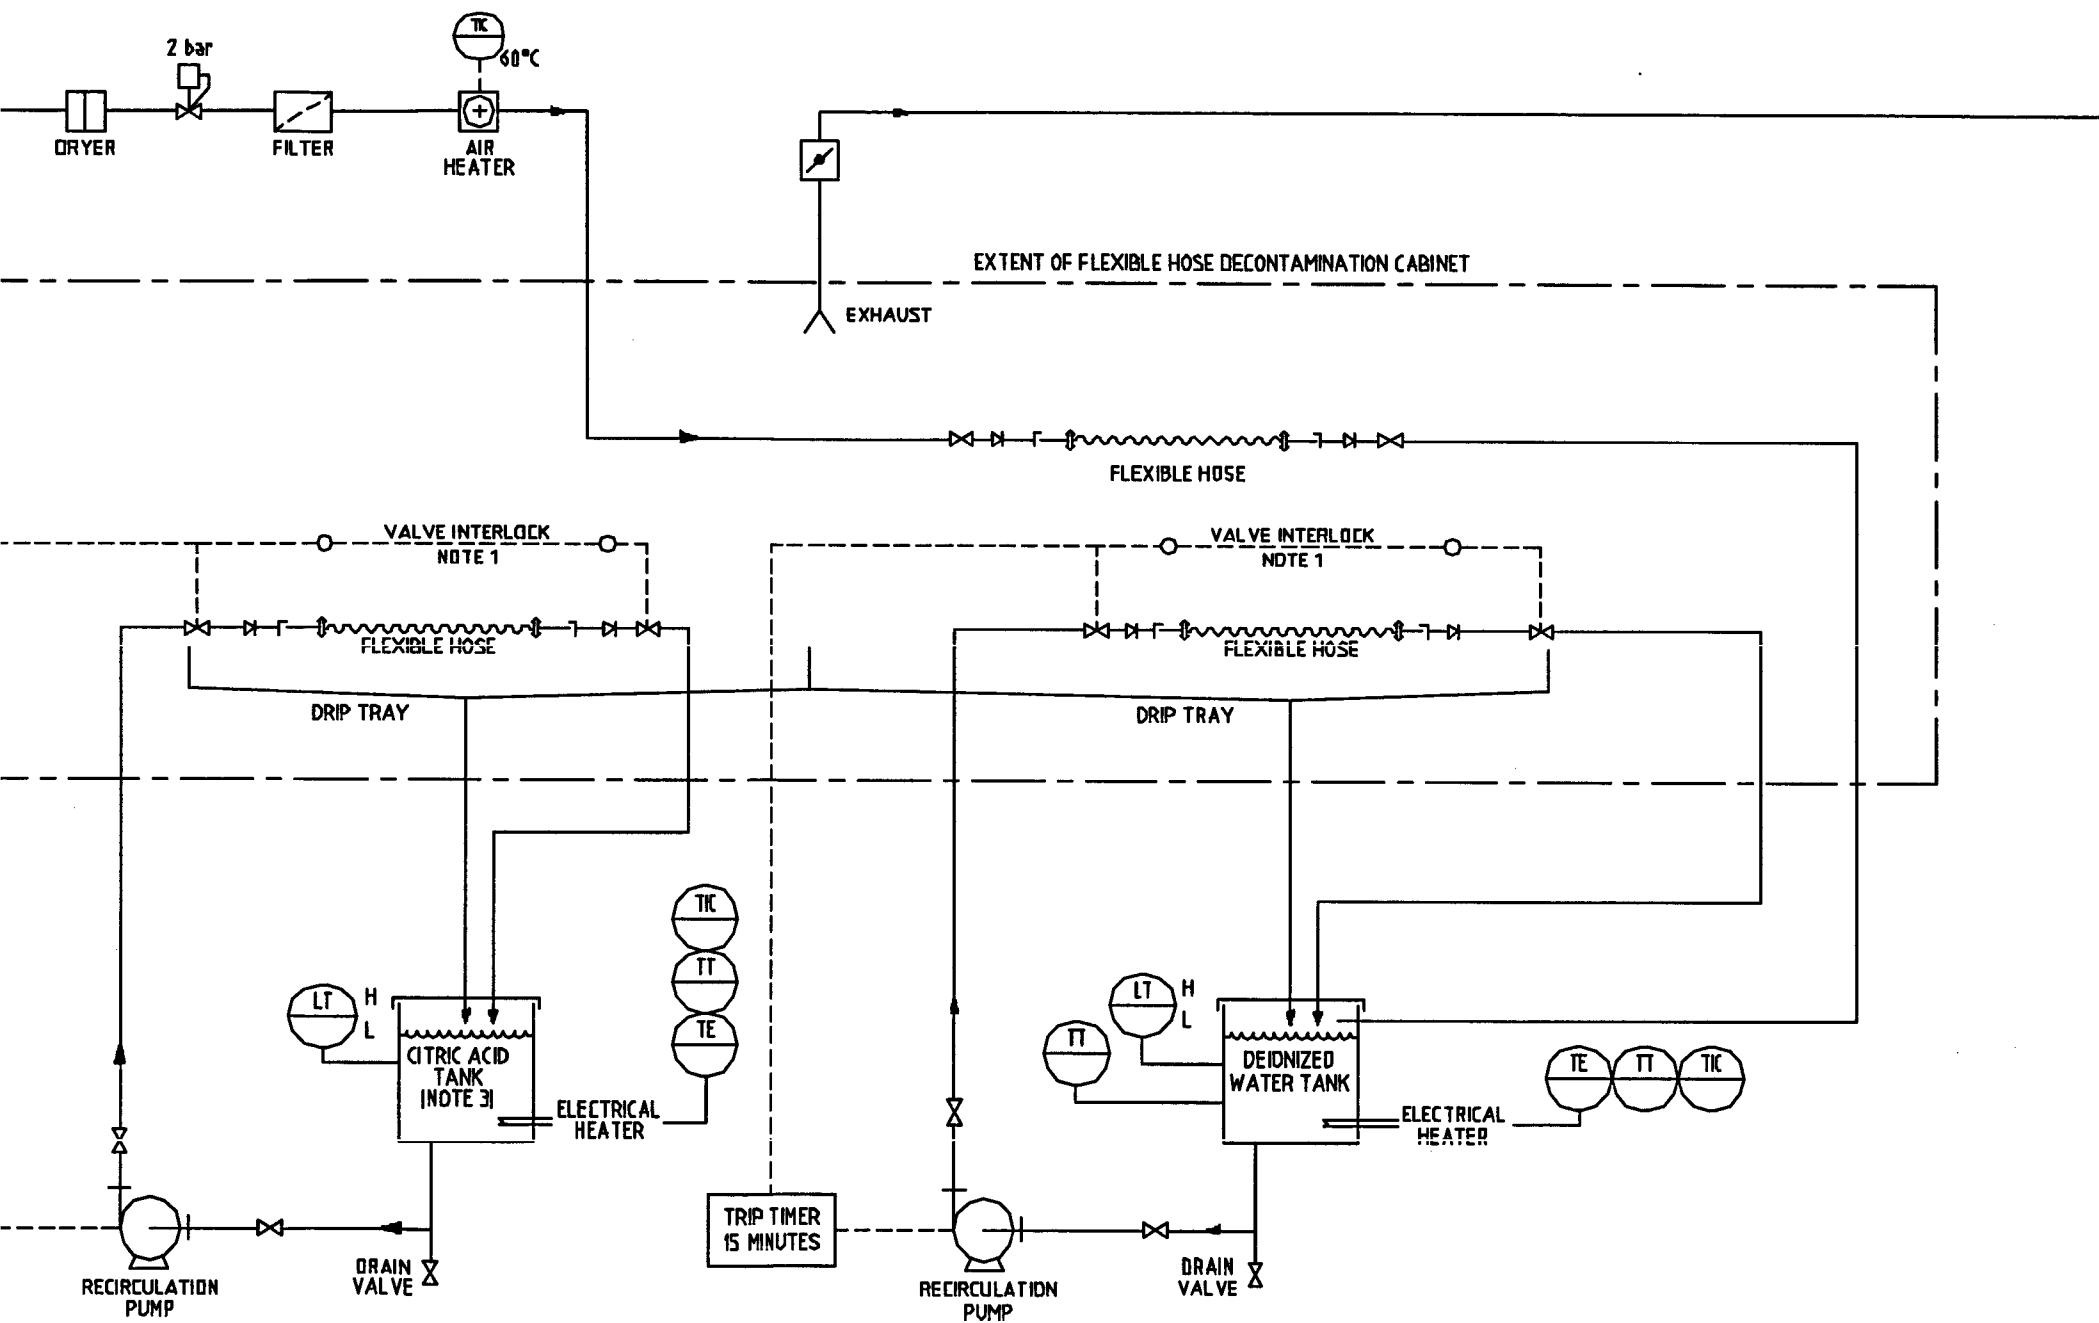 TIC
2 bar
60°C
DRYER
FILTER
AIR
HEATER
EXTENT OF FLEXIBLE HOSE DECONTAMINATION CABINET
EXHAUST
FLEXIBLE HOSE
VALVE INTERLOCK
NOTE 1
VALVE INTERLOCK
NOTE 1
FLEXIBLE HOSE
FLEXIBLE HOSE
DRIP TRAY
DRIP TRAY
TIC
TT
TE
LT
H
L
CITRIC ACID
TANK
(NOTE 3)
ELECTRICAL
HEATER
LT
H
L
TT
DEIONIZED
WATER TANK
TE
TT
TIC
ELECTRICAL
HEATER
TRIP TIMER
15 MINUTES
DRAIN
VALVE
DRAIN
VALVE
RECIRCULATION
PUMP
RECIRCULATION
PUMP